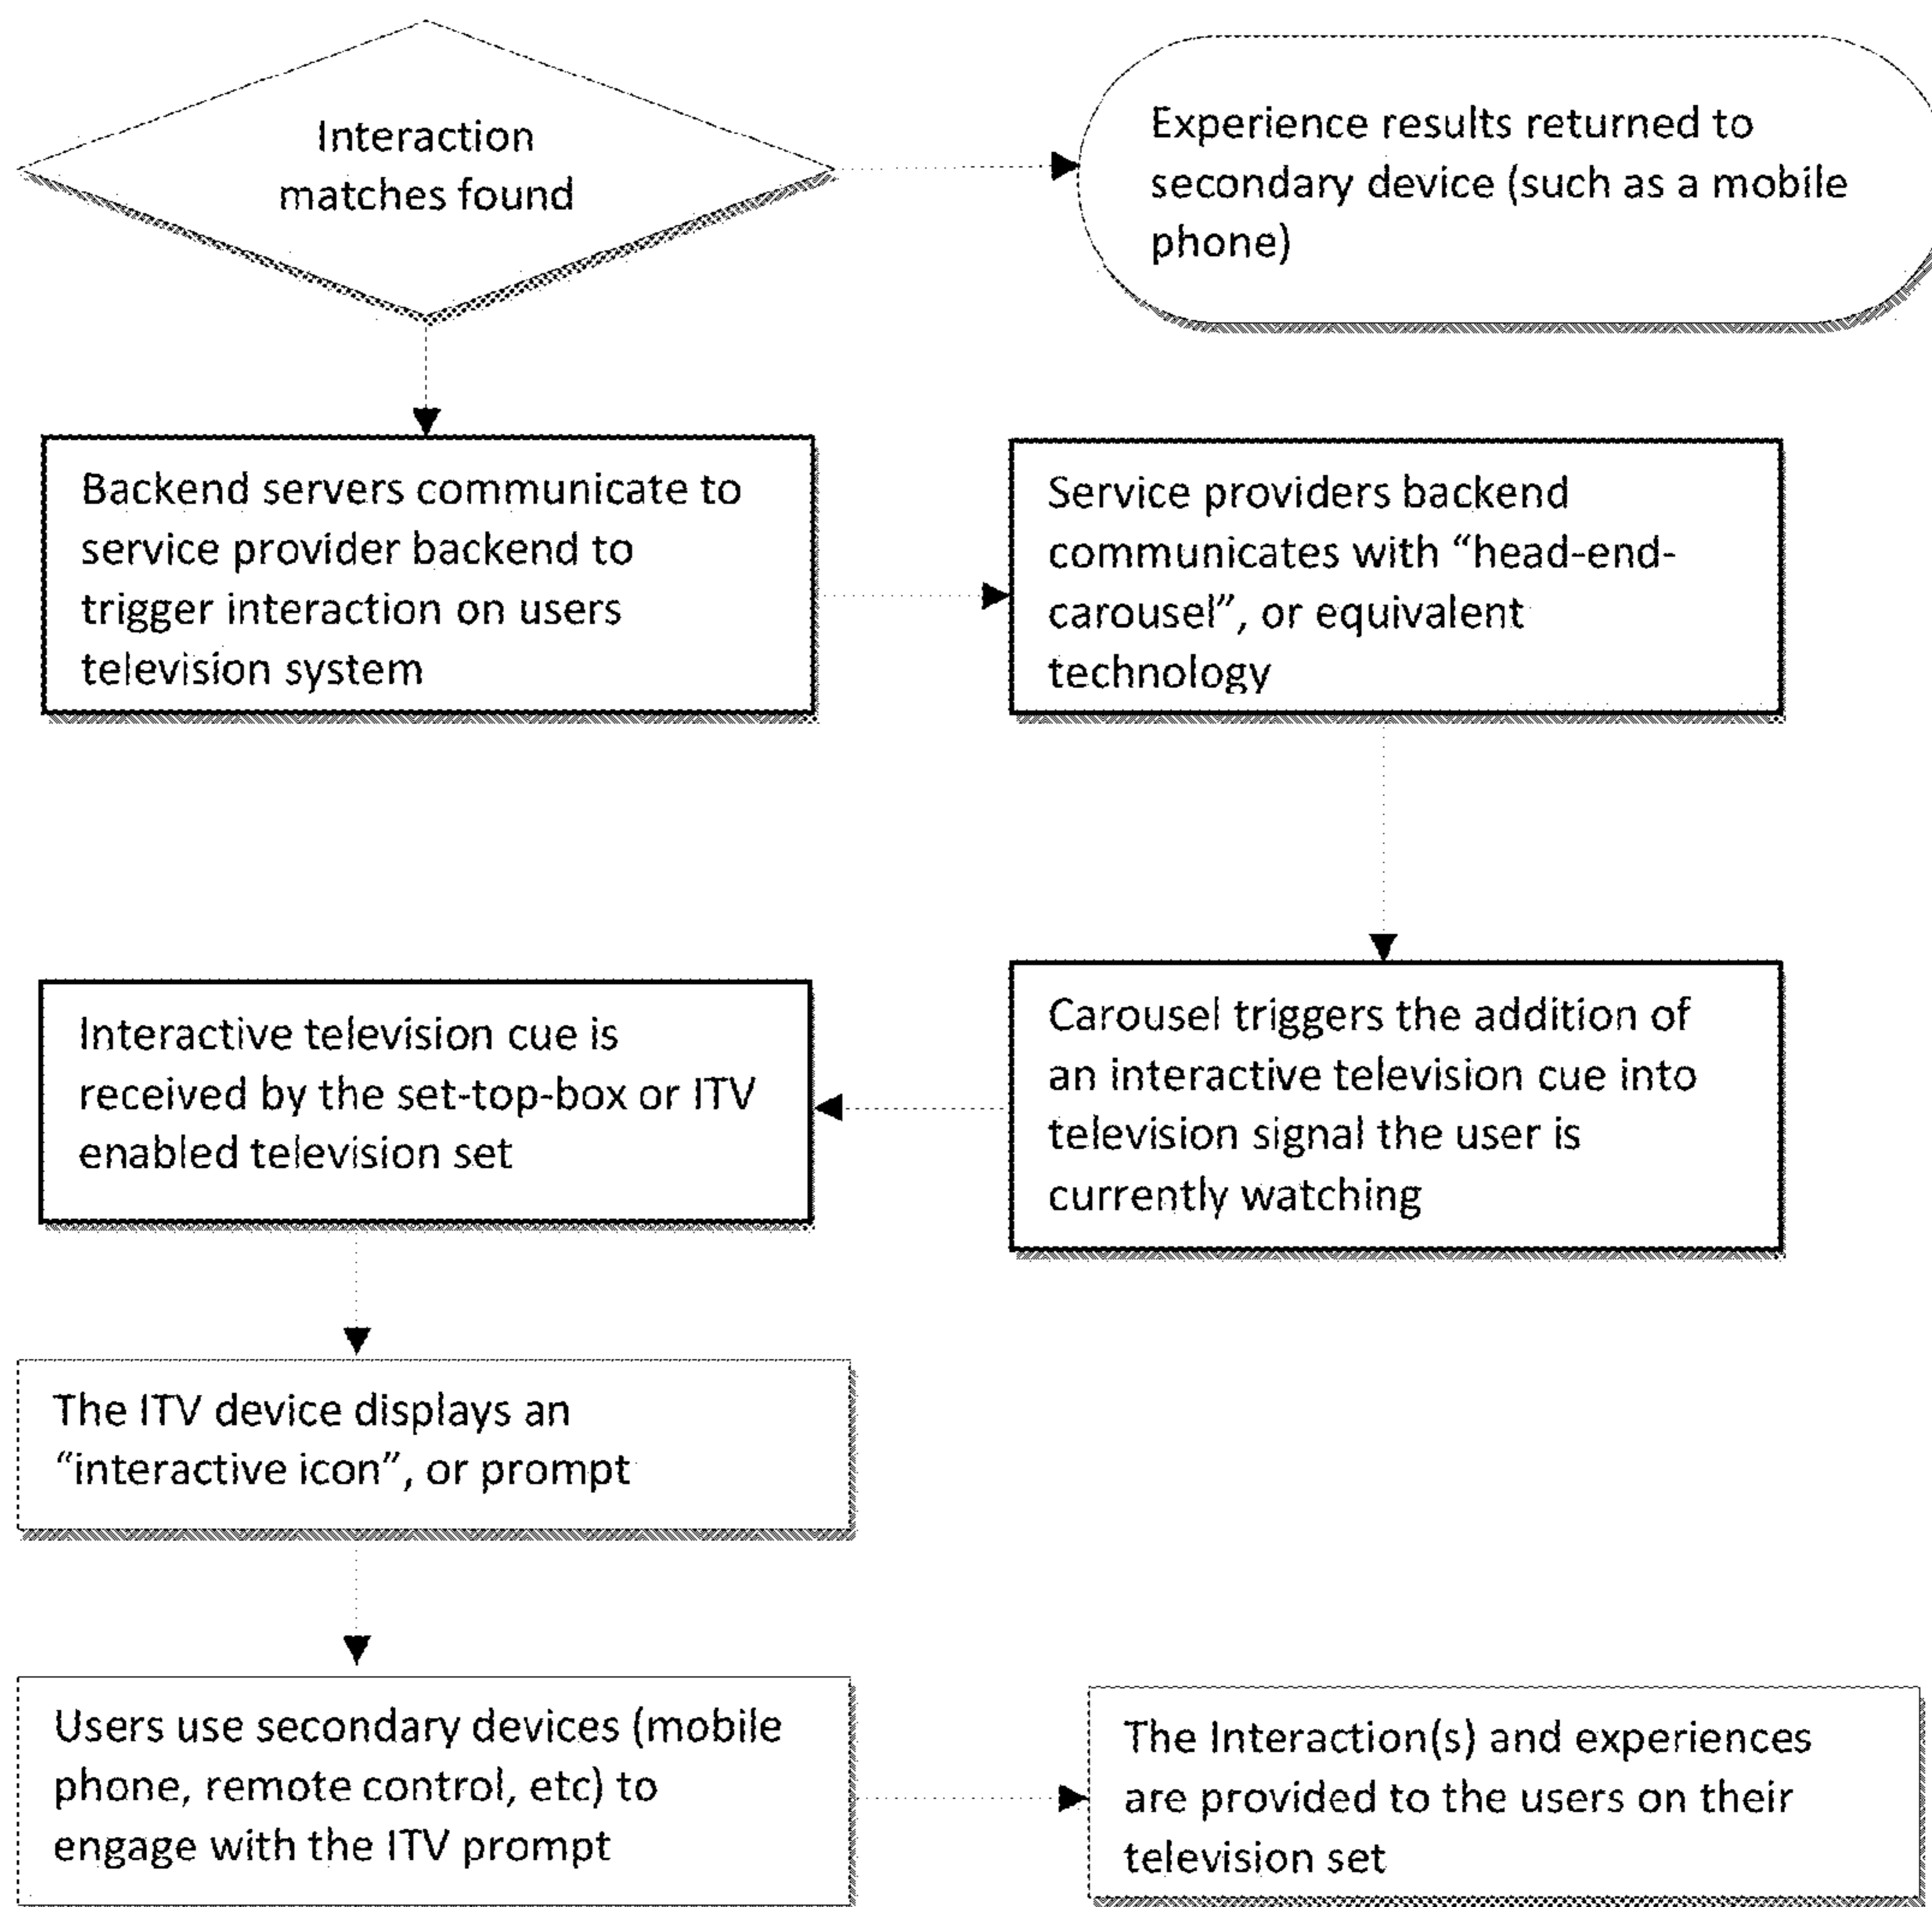 Interaction
matches found
Experience results returned to
secondary device (such as a mobile
phone)
Backend servers communicate to
service provider backend to
trigger interaction on users
television system
Service providers backend
communicates with “head-end-
carousel”, or equivalent
technology
Carousel triggers the addition of
an interactive television cue into
television signal the user is
currently watching
Interactive television cue is
received by the set-top-box or ITV
enabled television set
The ITV device displays an
“interactive icon”, or prompt
Users use secondary devices (mobile
phone, remote control, etc) to
engage with the ITV prompt
The Interaction(s) and experiences
are provided to the users on their
television set